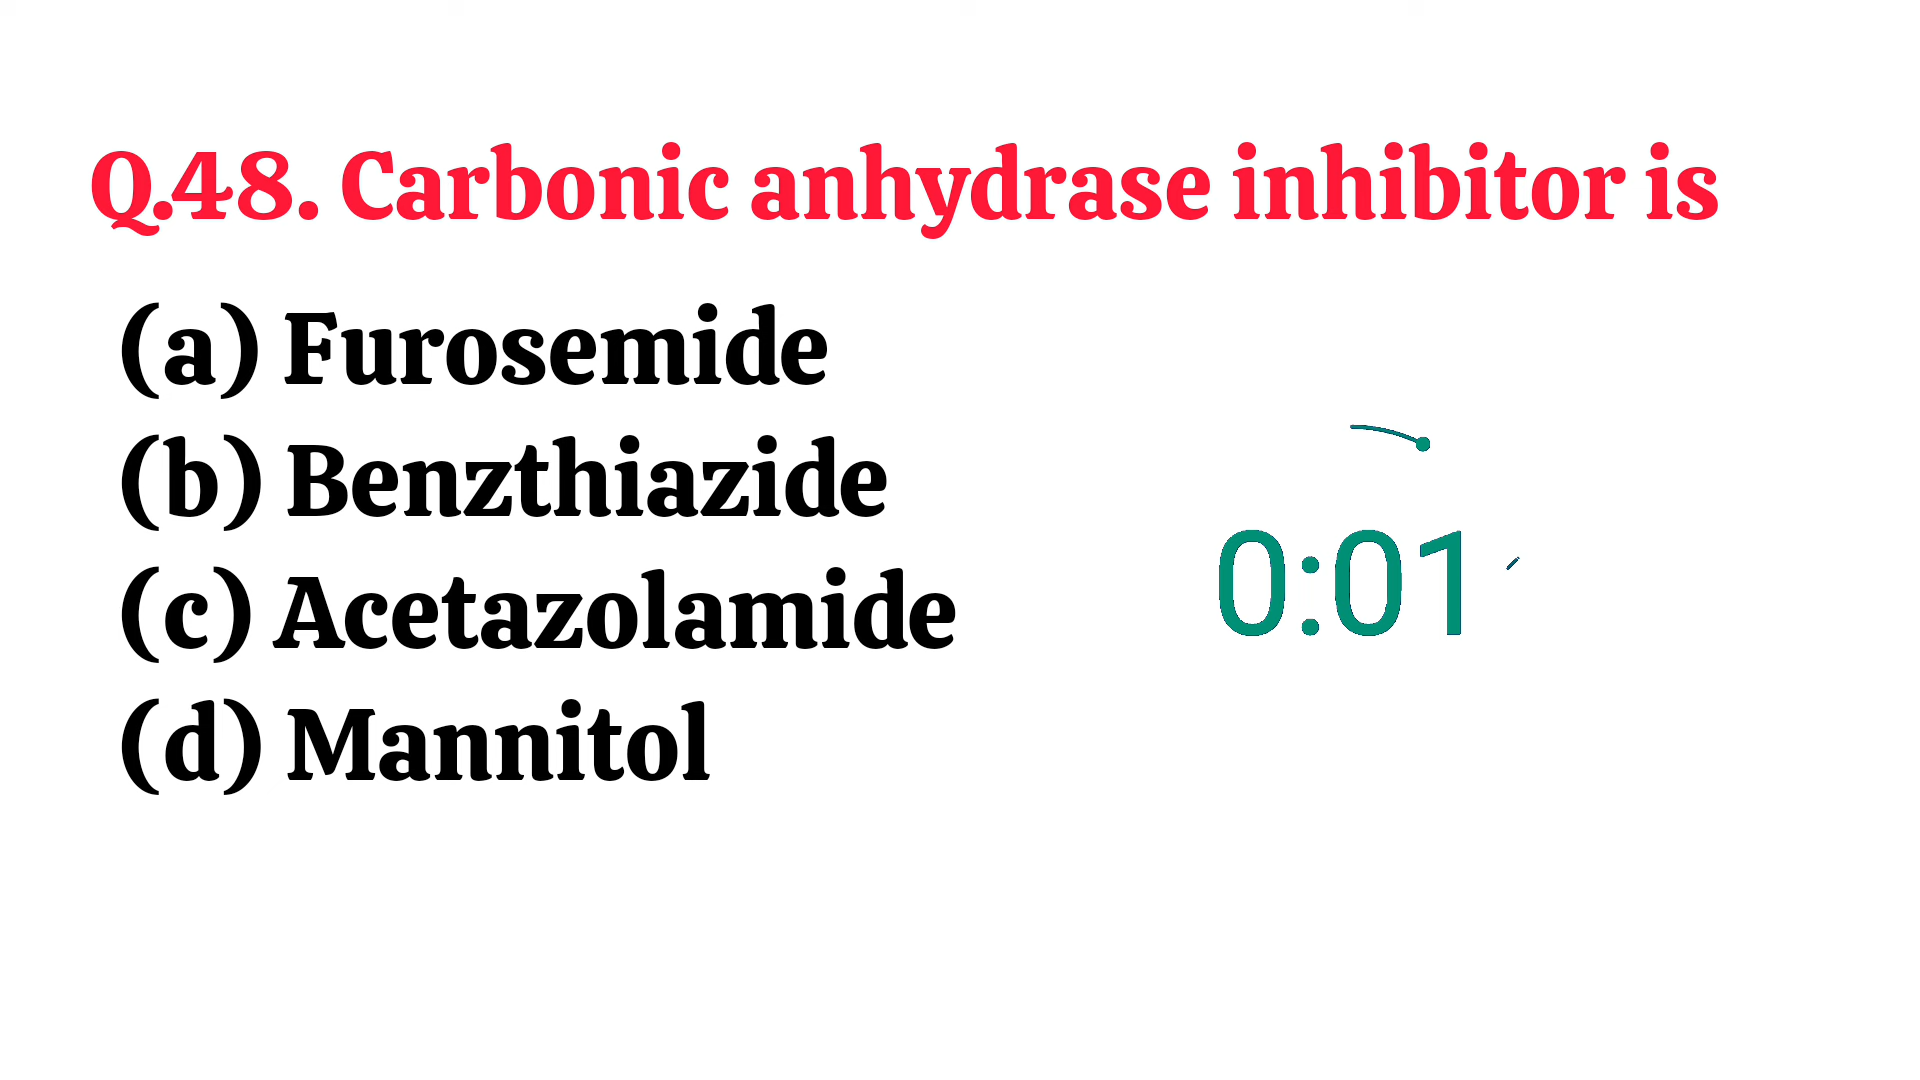 Q.48. Carbonic anhydrase inhibitor is
(a) Furosemide
(b) Benzthiazide
(c) Acetazolamide
(d) Mannitol
0:01